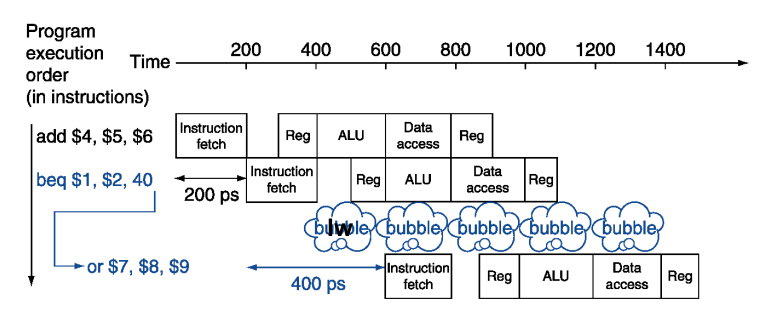 Program
execution
order
(in instructions)
Time
200 400 600 800 1000 1200 1400
add $4, $5, $6
Instruction
fetch
Reg
ALU
Data
access
Reg
beq $1, $2, 40
200 ps
Instruction
fetch
Reg
ALU
Data
access
Reg
bubble bubble bubble bubble bubble
lw
or $7, $8, $9
400 ps
Instruction
fetch
Reg
ALU
Data
access
Reg